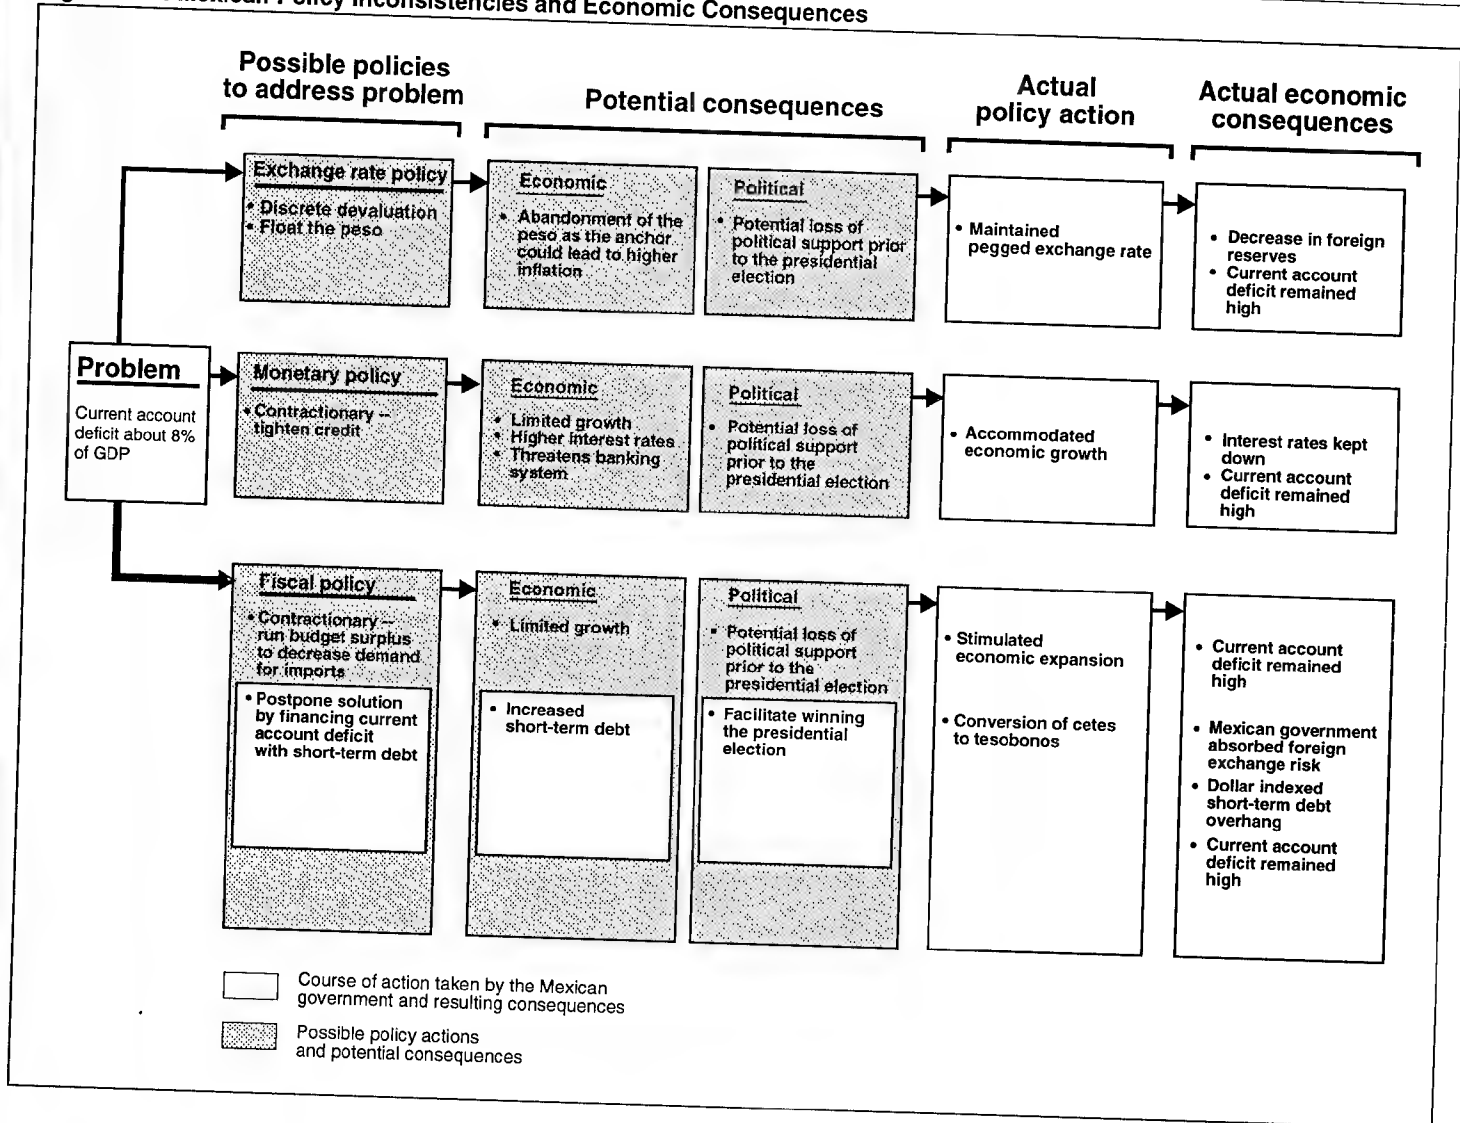 Mexican Policy Inconsistencies and Economic Consequences
Possible policies
to address problem
Potential consequences
Actual
policy action
Actual economic
consequences
Exchange rate policy
• Discrete devaluation
• Float the peso
Economic
• Abandonment of the
peso as the anchor
could lead to higher
inflation
Political
• Potential loss of
political support prior
to the presidential
election
• Maintained
pegged exchange rate
• Decrease in foreign
reserves
• Current account
deficit remained
high
Problem
Current account
deficit about 8%
of GDP
Monetary policy
• Contractionary –
tighten credit
Economic
• Limited growth
• Higher interest rates
• Threatens banking
system
Political
• Potential loss of
political support
prior to the
presidential election
• Accommodated
economic growth
• Interest rates kept
down
• Current account
deficit remained
high
Fiscal policy
• Contractionary –
run budget surplus
to decrease demand
for imports
• Postpone solution
by financing current
account deficit
with short-term debt
Economic
• Limited growth
• Increased
short-term debt
Political
• Potential loss of
political support
prior to the
presidential election
• Facilitate winning
the presidential
election
• Stimulated
economic expansion
• Conversion of cetes
to tesobonos
• Current account
deficit remained
high
• Mexican government
absorbed foreign
exchange risk
• Dollar indexed
short-term debt
overhang
• Current account
deficit remained
high
Course of action taken by the Mexican
government and resulting consequences
Possible policy actions
and potential consequences